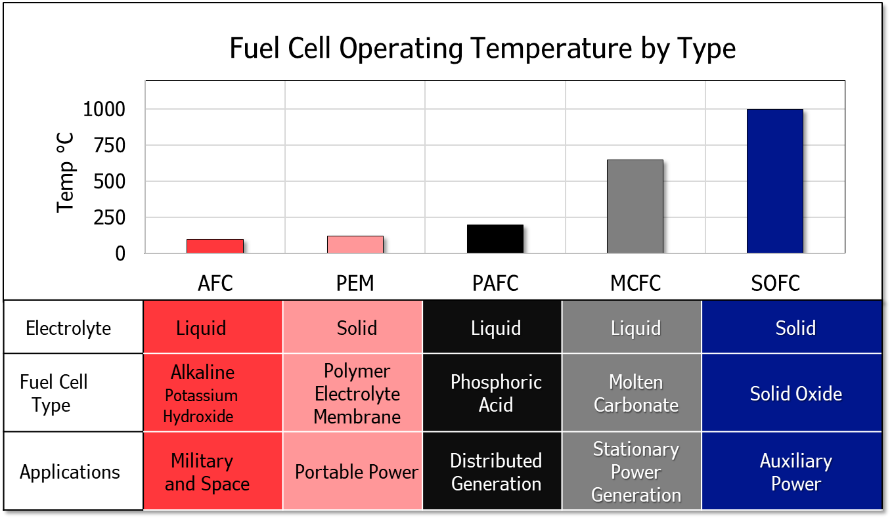 Fuel Cell Operating Temperature by Type
Temp °C
1000
750
500
250
0
AFC PEM PAFC MCFC SOFC
Electrolyte Liquid Solid Liquid Liquid Solid
Fuel Cell
Type
Alkaline
Potassium
Hydroxide
Polymer
Electrolyte
Membrane
Phosphoric
Acid
Molten
Carbonate
Solid Oxide
Applications
Military
and Space
Portable Power
Distributed
Generation
Stationary
Power
Generation
Auxiliary
Power